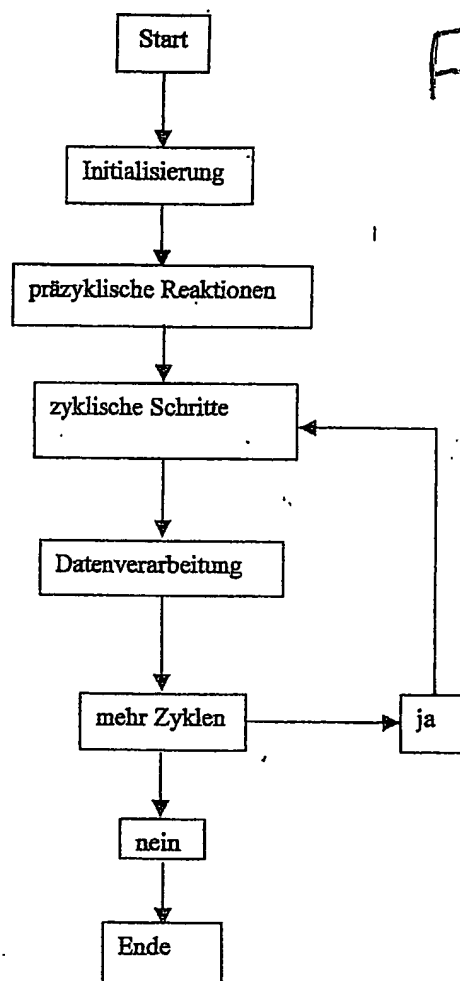 Start
Initialisierung
präzyklische Reaktionen
zyklische Schritte
Datenverarbeitung
mehr Zyklen
ja
nein
Ende